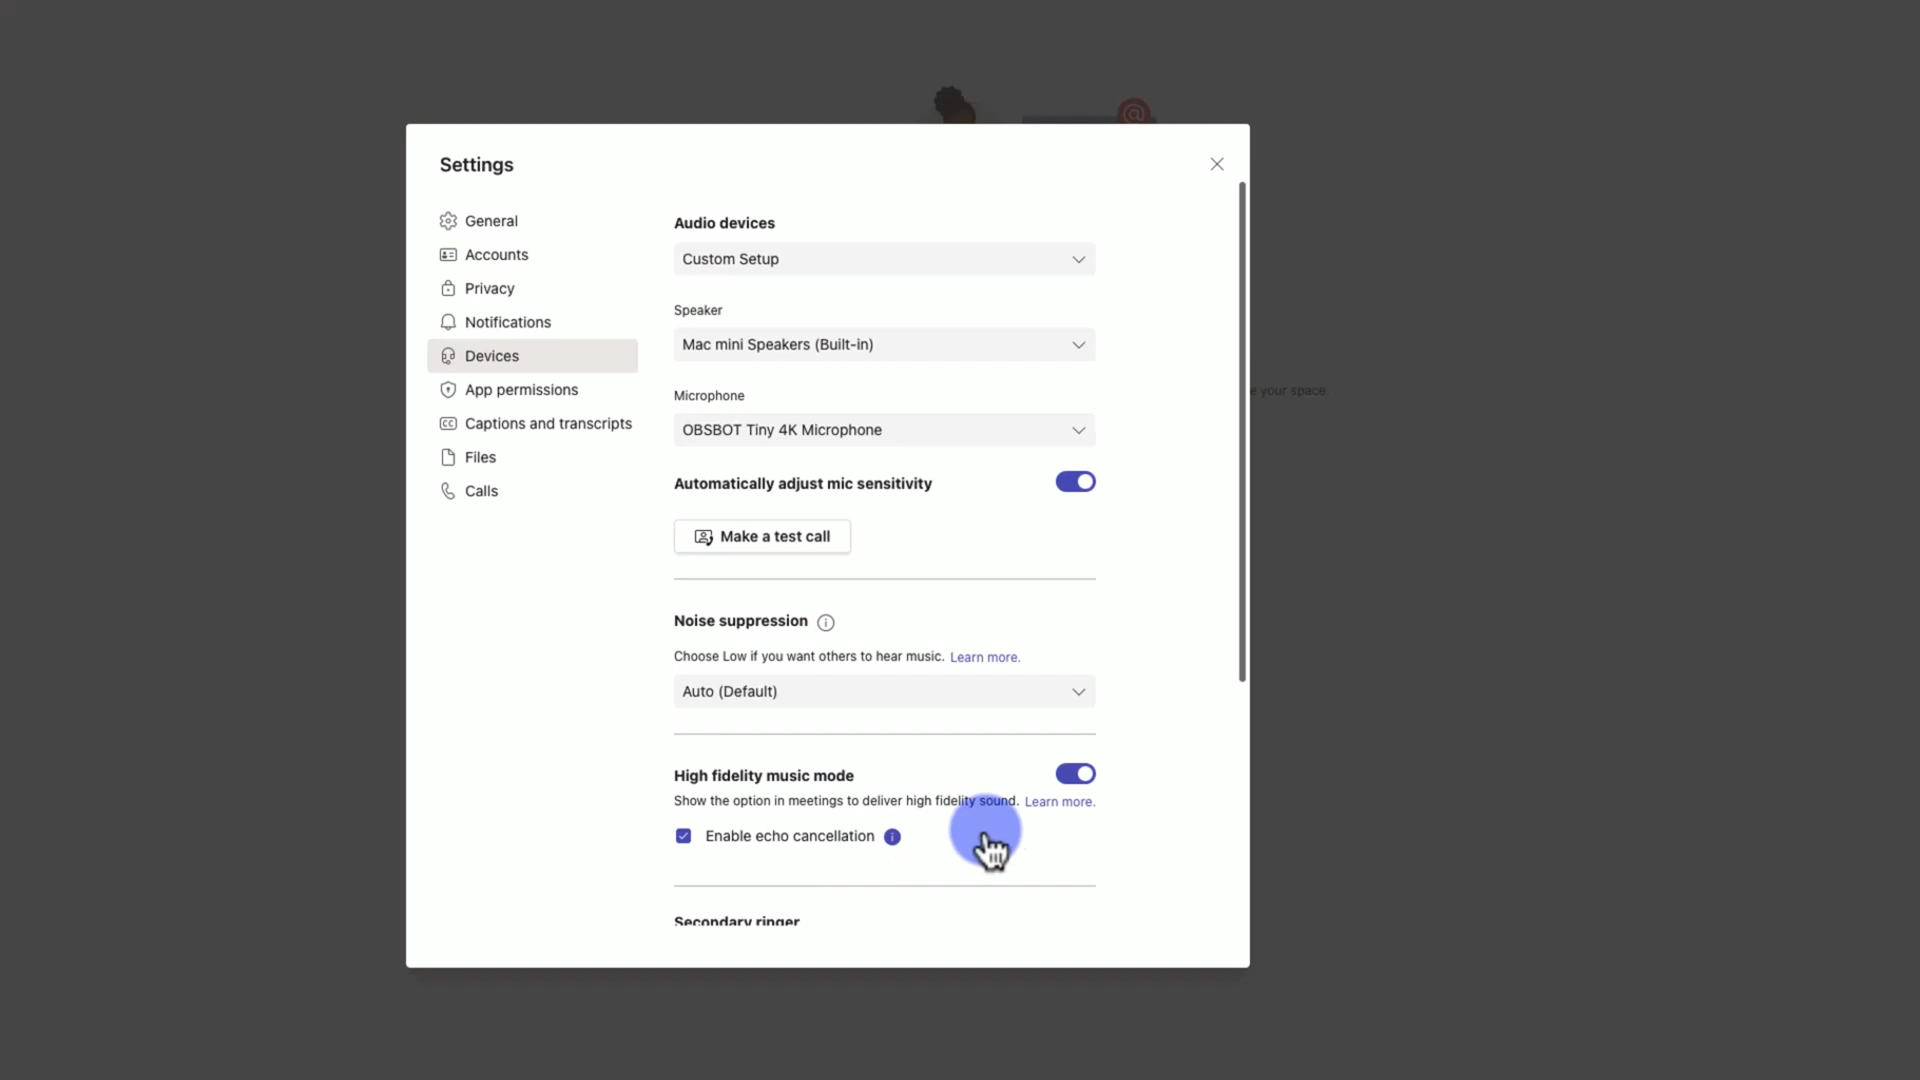 @
Settings
General
Accounts
Privacy
Notifications
Devices
App permissions
CC Captions and transcripts
Files
Calls
Audio devices
Custom Setup
Speaker
Mac mini Speakers (Built-in)
Microphone
OBSBOT Tiny 4K Microphone
Automatically adjust mic sensitivity
Make a test call
Noise suppression
Choose Low if you want others to hear music. Learn more.
Auto (Default)
High fidelity music mode
Show the option in meetings to deliver high fidelity sound. Learn more.
Enable echo cancellation
Secondary ringer
your space.